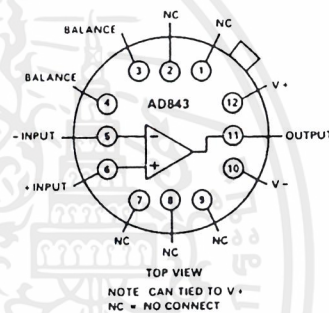 NC
NC
BALANCE
3
2
1
BALANCE
4
AD843
12
V+
-INPUT
5
-
11
OUTPUT
+INPUT
6
+
10
V-
7
8
9
NC
NC
NC
TOP VIEW
NOTE CAN TIED TO V+
NC = NO CONNECT